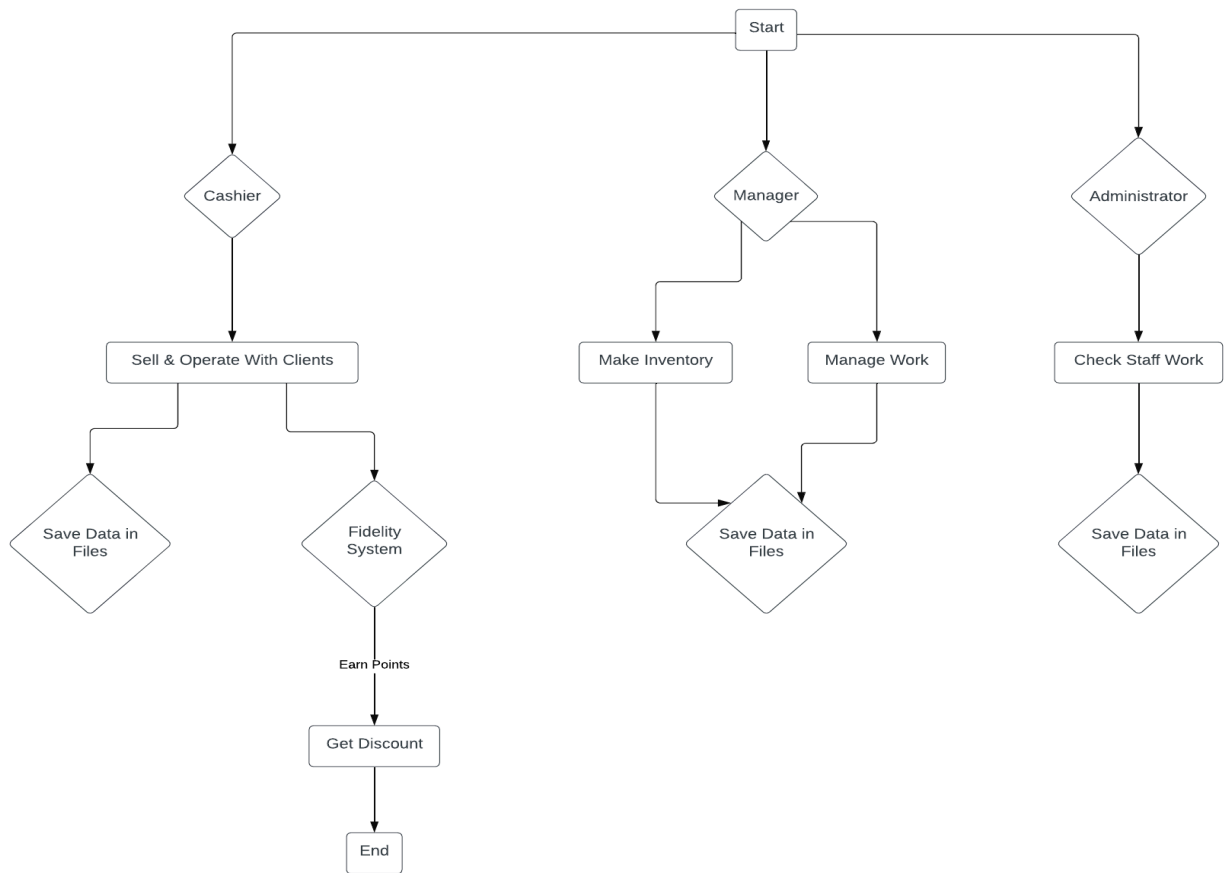 Start
Cashier
Manager
Administrator
Sell & Operate With Clients
Make Inventory
Manage Work
Check Staff Work
Save Data in
Files
Fidelity
System
Save Data in
Files
Save Data in
Files
Earn Points
Get Discount
End